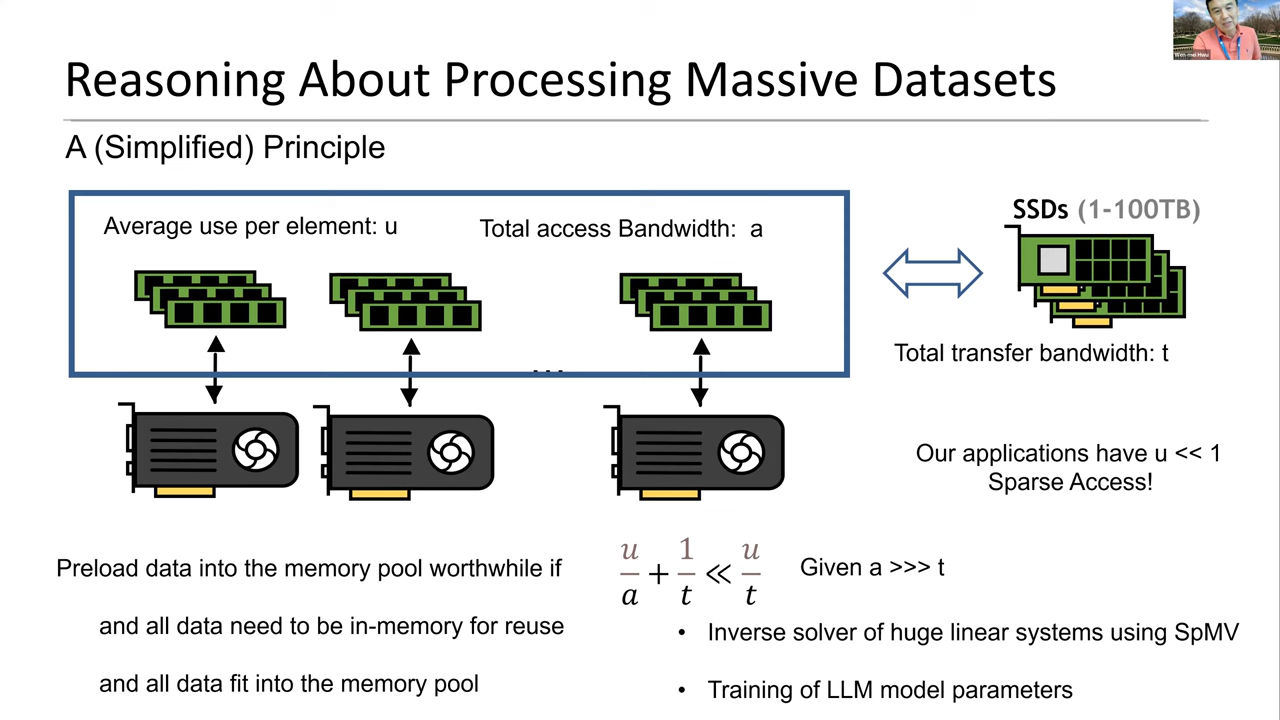 Wen-mei Hwu
Reasoning About Processing Massive Datasets
A (Simplified) Principle
Average use per element: u
Total access Bandwidth: a
SSDs (1-100TB)
Total transfer bandwidth: t
...
Our applications have u << 1
Sparse Access!
Preload data into the memory pool worthwhile if
u/a + 1/t ≪ u/t
Given a >>> t
and all data need to be in-memory for reuse
• Inverse solver of huge linear systems using SpMV
and all data fit into the memory pool
• Training of LLM model parameters